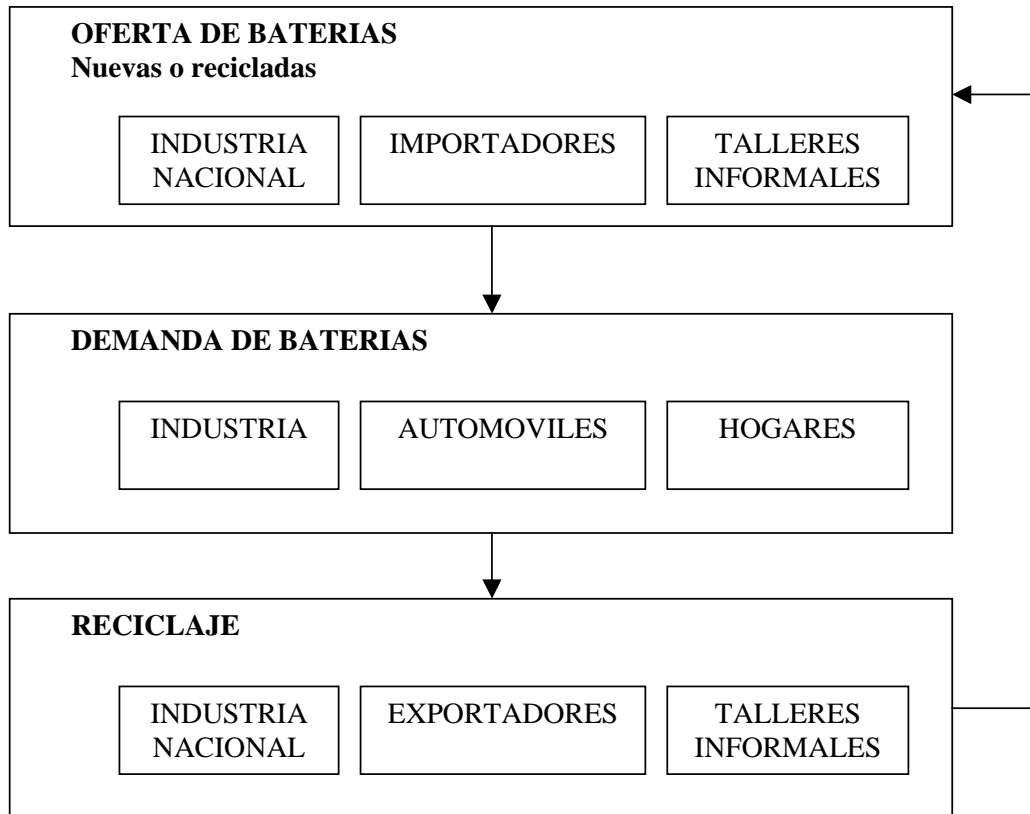 OFERTA DE BATERIAS
Nuevas o recicladas
INDUSTRIA
NACIONAL
IMPORTADORES
TALLERES
INFORMALES
DEMANDA DE BATERIAS
INDUSTRIA
AUTOMOVILES
HOGARES
RECICLAJE
INDUSTRIA
NACIONAL
EXPORTADORES
TALLERES
INFORMALES